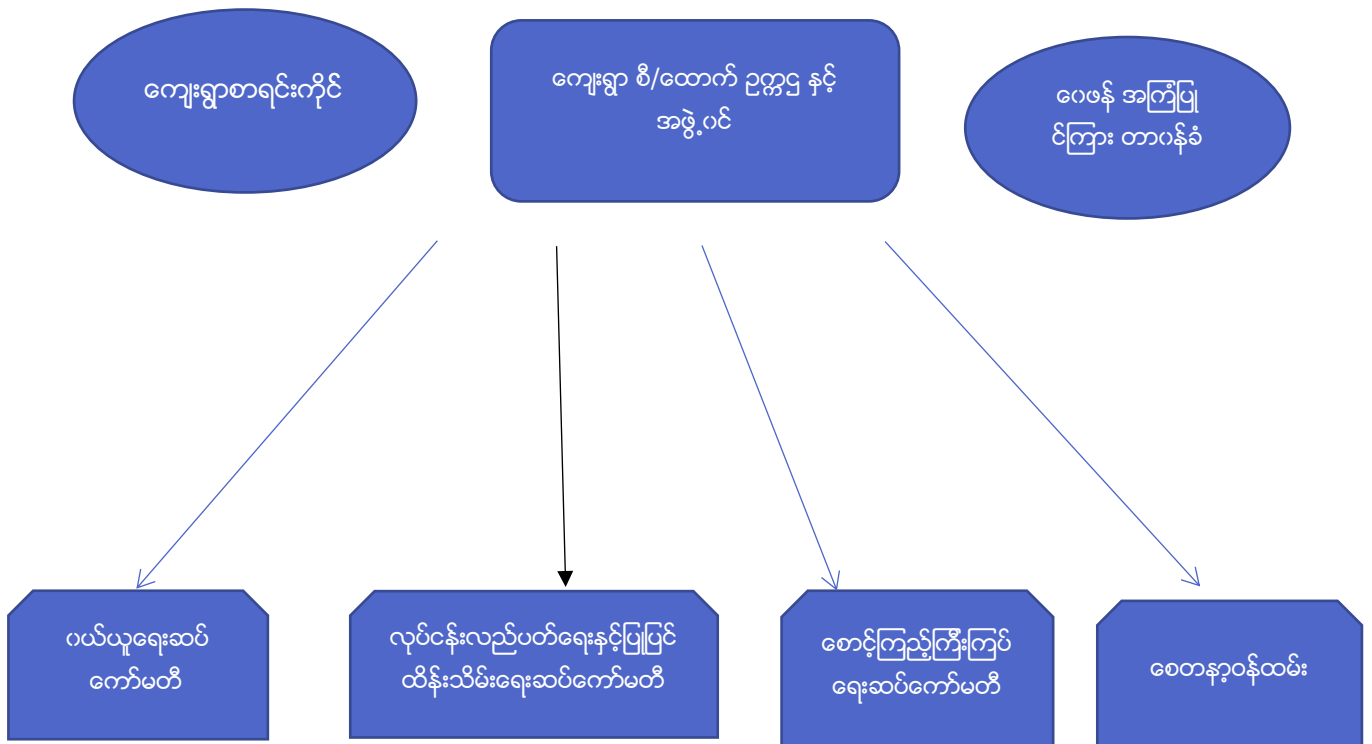 ကျေးရွာစာရင်းကိုင်
ကျေးရွာ စီ/ထောက် ဥက္ကဌ နှင့်
အဖွဲ့ဝင်
ဝေဖန် အကြံပြု
င်ကြား တာဝန်ခံ
ဝယ်ယူရေးဆပ်
ကော်မတီ
လုပ်ငန်းလည်ပတ်ရေးနှင့်ပြုပြင်
ထိန်းသိမ်းရေးဆပ်ကော်မတီ
စောင့်ကြည့်ကြီးကြပ်
ရေးဆပ်ကော်မတီ
စေတနာ့ဝန်ထမ်း